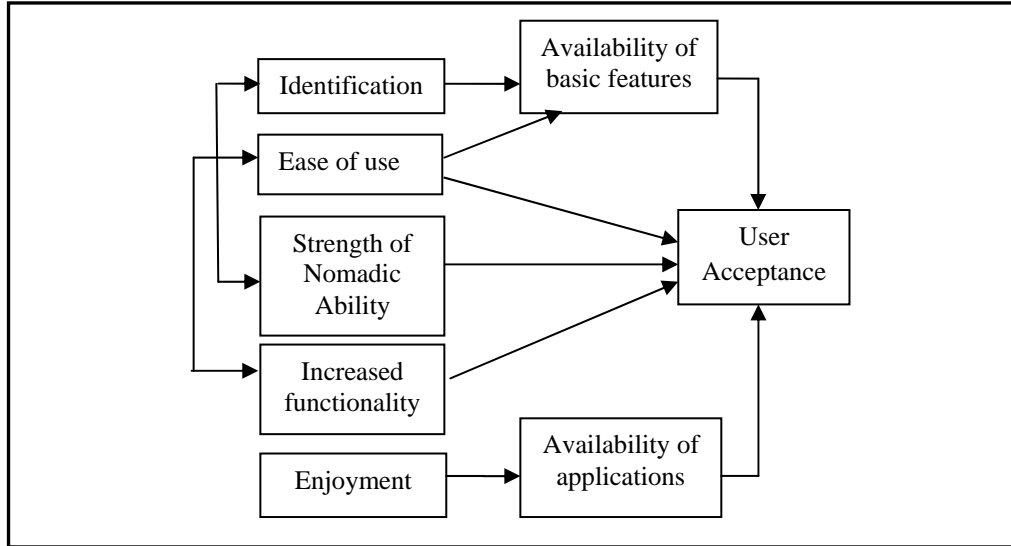 Identification
Ease of use
Strength of
Nomadic
Ability
Increased
functionality
Enjoyment
Availability of
basic features
Availability of
applications
User
Acceptance